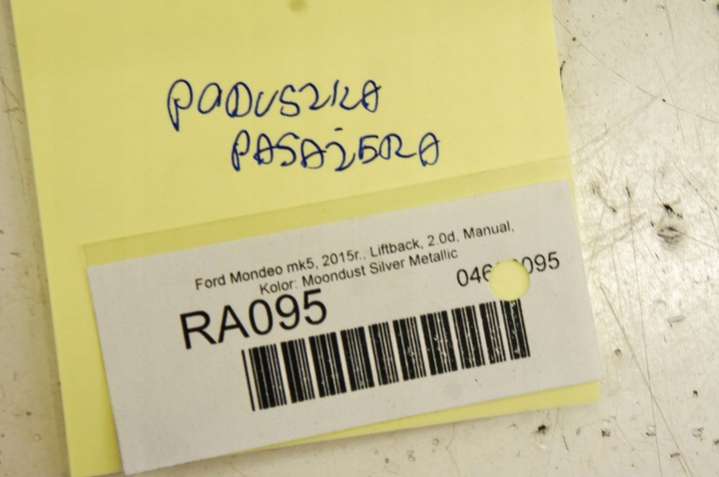 PODUSZKA
PASAŻERA
Ford Mondeo mk5, 2015r., Liftback, 2.0d, Manual,
Kolor: Moondust Silver Metallic
RA095